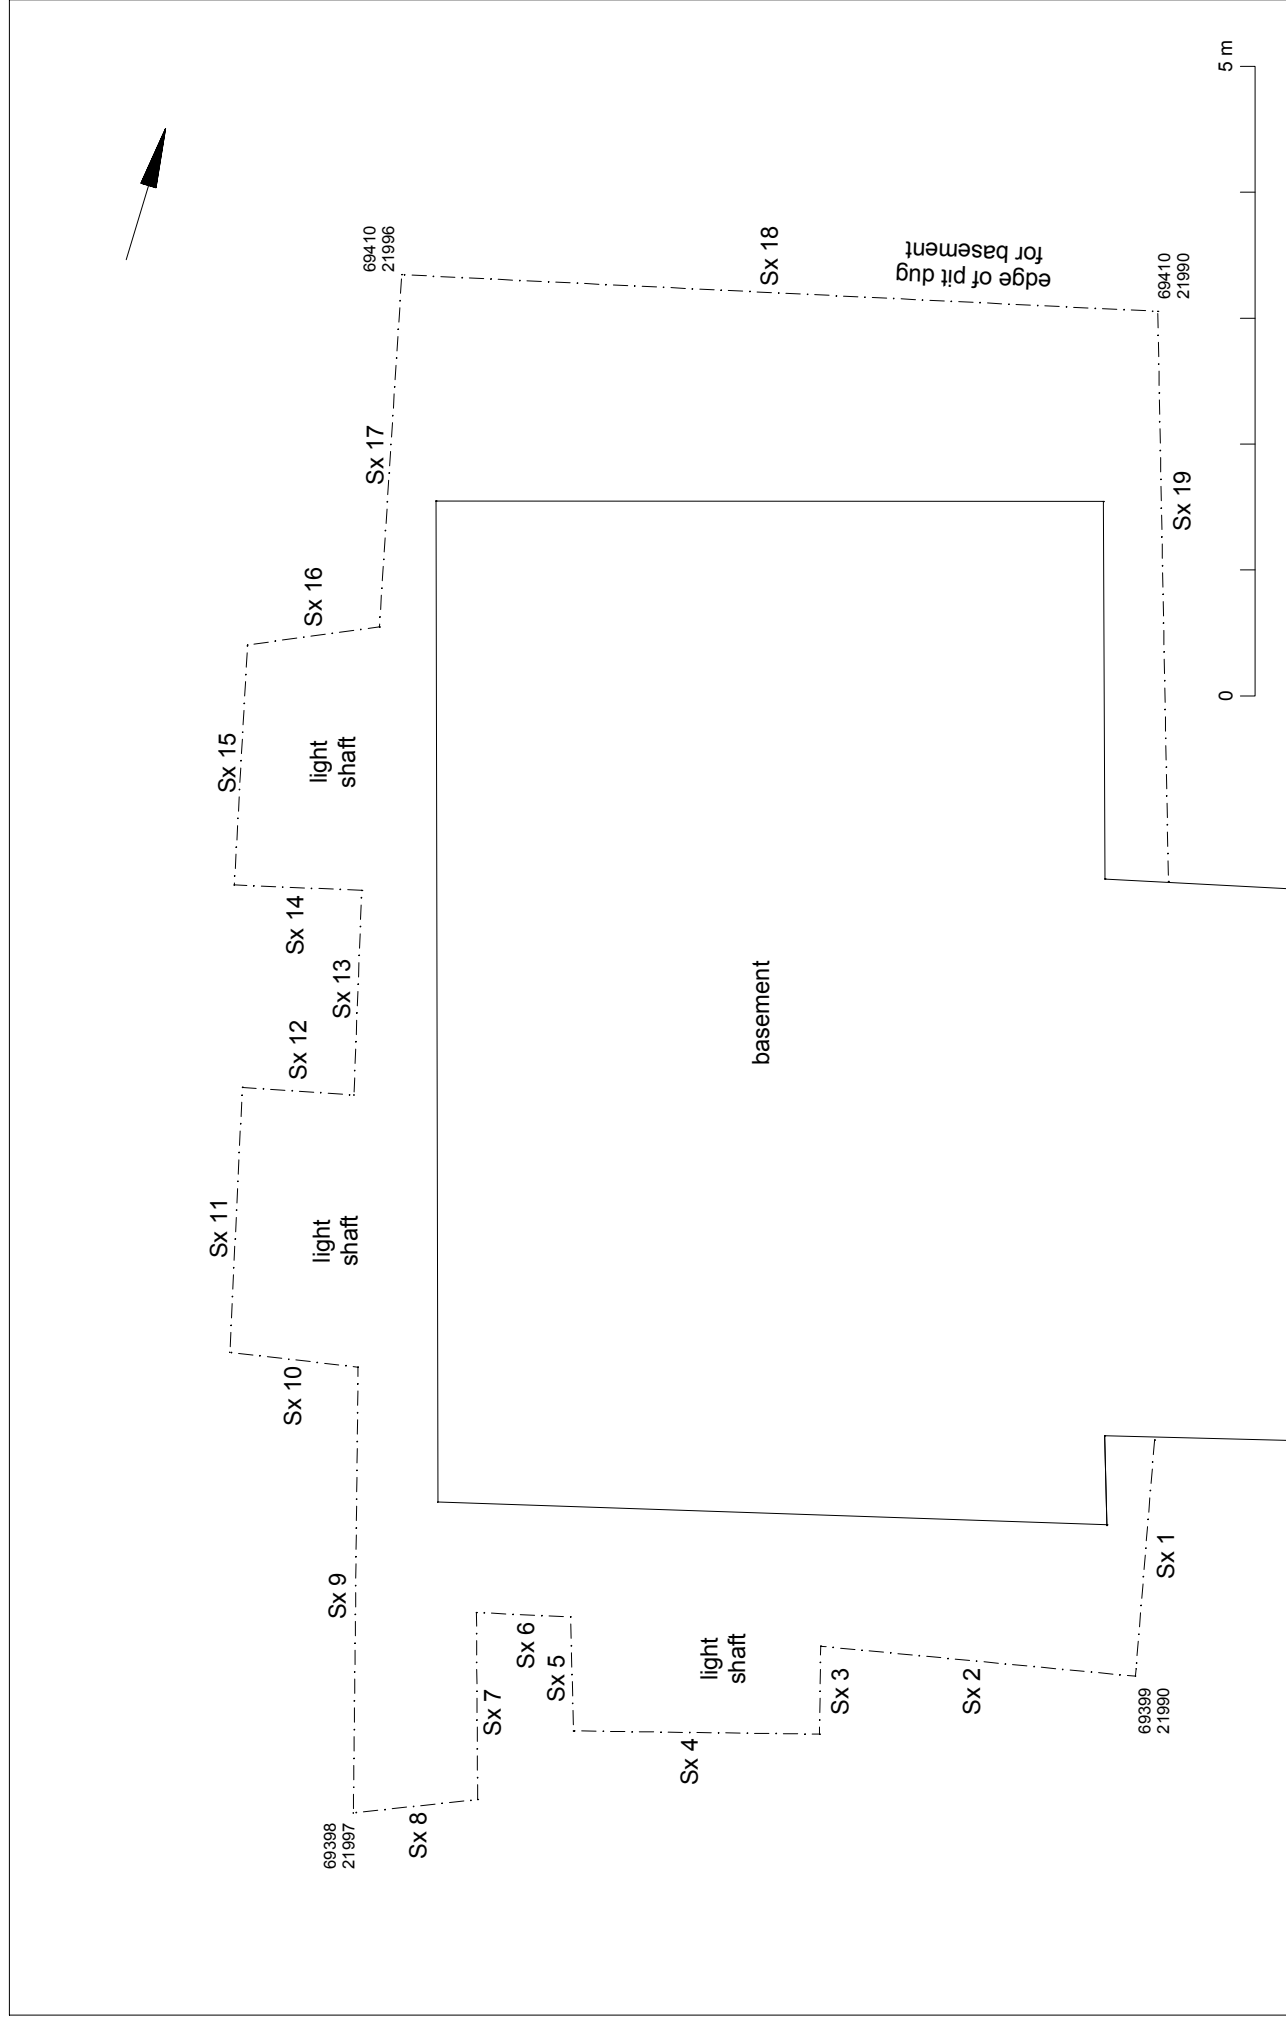 69398
21997
Sx 8
Sx 9
Sx 7
Sx 6
Sx 5
Sx 4
light
shaft
Sx 3
Sx 2
69399
21990
Sx 1
Sx 10
Sx 11
light
shaft
Sx 12
Sx 13
Sx 14
Sx 15
light
shaft
Sx 16
Sx 17
basement
69410
21996
Sx 18
edge of pit dug
for basement
69410
21990
Sx 19
0
5 m